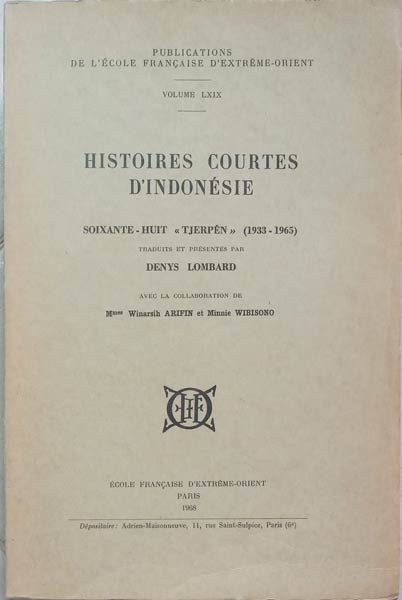 PUBLICATIONS
DE L'ÉCOLE FRANÇAISE D'EXTRÊME-ORIENT
VOLUME LXIX
HISTOIRES COURTES
D'INDONÉSIE
SOIXANTE-HUIT « TJERPÊN » (1933-1965)
TRADUITS ET PRÉSENTÉS PAR
DENYS LOMBARD
AVEC LA COLLABORATION DE
Mmes Winarsih ARIFIN et Minnie WIBISONO
ÉCOLE FRANÇAISE D'EXTRÊME-ORIENT
PARIS
1968
Dépositaire : Adrien-Maisonneuve, 11, rue Saint-Sulpice, Paris (6e)